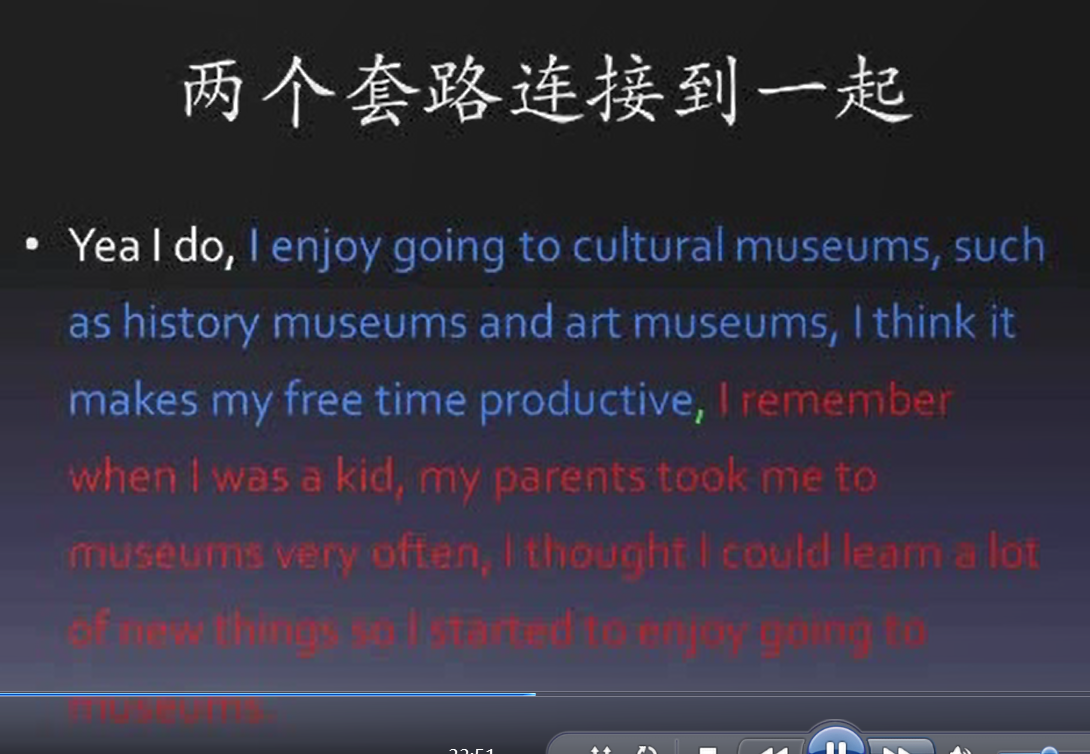 两个套路连接到一起
• Yea I do, I enjoy going to cultural museums, such
as history museums and art museums, I think it
makes my free time productive, I remember
when I was a kid, my parents took me to
museums very often, I thought I could learn a lot
of new things so I started to enjoy going to
museums.